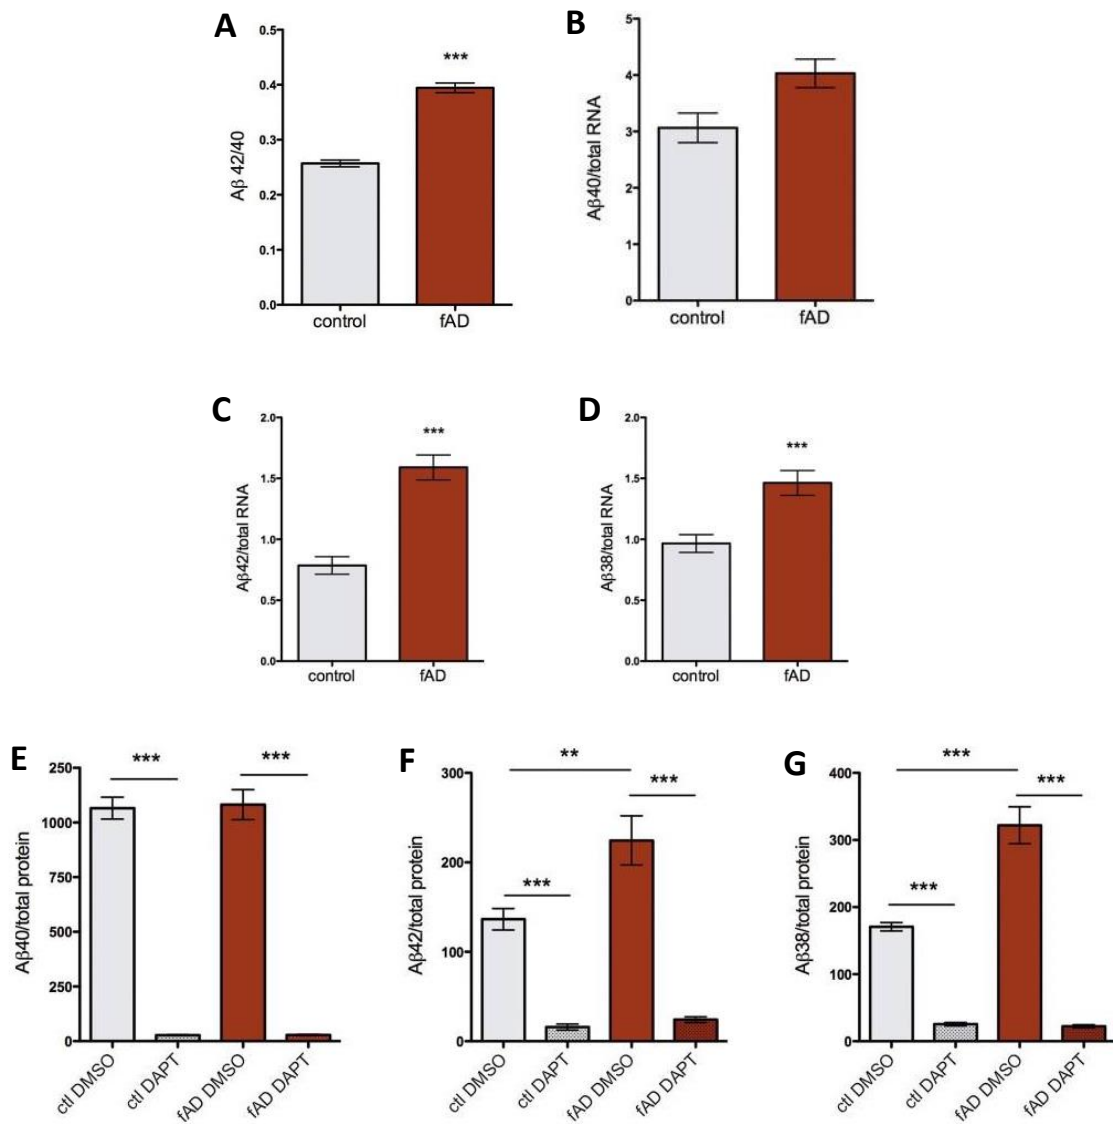 A
0.5
0.4
0.3
0.2
0.1
0.0
Aβ 42/40
***
control
fAD
B
5
4
3
2
1
0
Aβ40/total RNA
control
fAD
C
2.0
1.5
1.0
0.5
0.0
Aβ42/total RNA
***
control
fAD
D
2.0
1.5
1.0
0.5
0.0
Aβ38/total RNA
***
control
fAD
E
250
1000
750
500
250
0
Aβ40/total protein
***
***
ctl DMSO
ctl DAPT
fAD DMSO
fAD DAPT
F
300
200
100
0
Aβ42/total protein
**
***
***
ctl DMSO
ctl DAPT
fAD DMSO
fAD DAPT
G
400
300
200
100
0
Aβ38/total protein
***
***
***
ctl DMSO
ctl DAPT
fAD DMSO
fAD DAPT